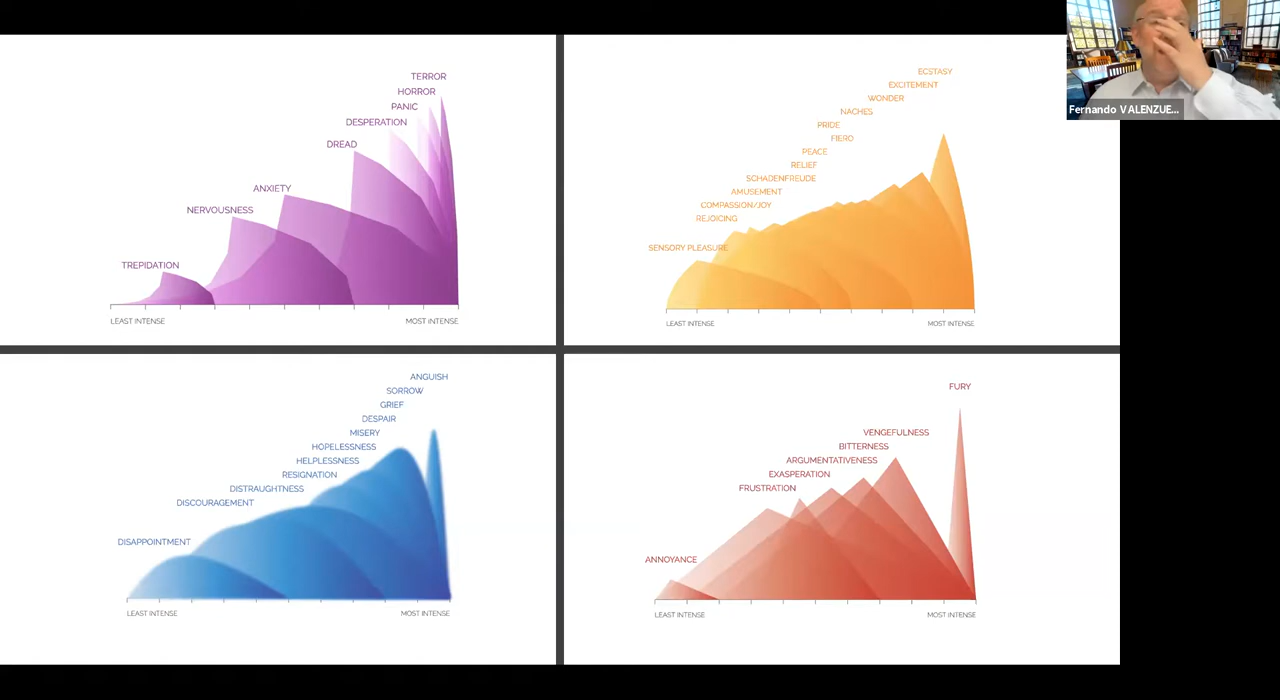 TERROR
HORROR
PANIC
DESPERATION
DREAD
ANXIETY
NERVOUSNESS
TREPIDATION
LEAST INTENSE
MOST INTENSE
ECSTASY
EXCITEMENT
WONDER
NACHES
PRIDE
FIERO
PEACE
RELIEF
SCHADENFREUDE
AMUSEMENT
COMPASSION/JOY
REJOICING
SENSORY PLEASURE
LEAST INTENSE
MOST INTENSE
Fernando VALENZUE...
ANGUISH
SORROW
GRIEF
DESPAIR
MISERY
HOPELESSNESS
HELPLESSNESS
RESIGNATION
DISTRAUGHTNESS
DISCOURAGEMENT
DISAPPOINTMENT
LEAST INTENSE
MOST INTENSE
FURY
VENGEFULNESS
BITTERNESS
ARGUMENTATIVENESS
EXASPERATION
FRUSTRATION
ANNOYANCE
LEAST INTENSE
MOST INTENSE